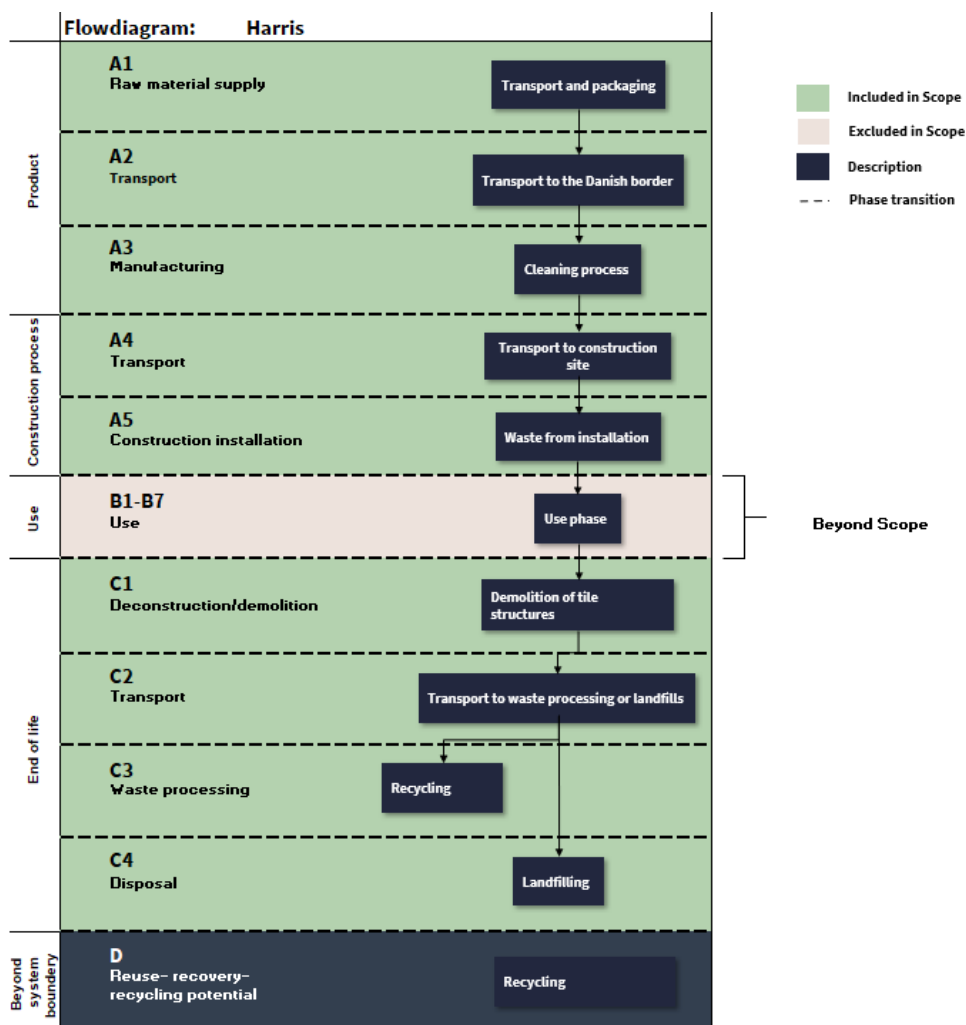 Flowdiagram: Harris
Product
A1
Raw material supply
Transport and packaging
A2
Transport
Transport to the Danish border
A3
Manufacturing
Cleaning process
Construction process
A4
Transport
Transport to construction
site
A5
Construction installation
Waste from installation
Use
B1-B7
Use
Use phase
Beyond Scope
End of life
C1
Deconstruction/demolition
Demolition of tile
structures
C2
Transport
Transport to waste processing or landfills
C3
Waste processing
Recycling
C4
Disposal
Landfilling
Beyond
system
boundery
D
Reuse- recovery-
recycling potential
Recycling
Included in Scope
Excluded in Scope
Description
Phase transition